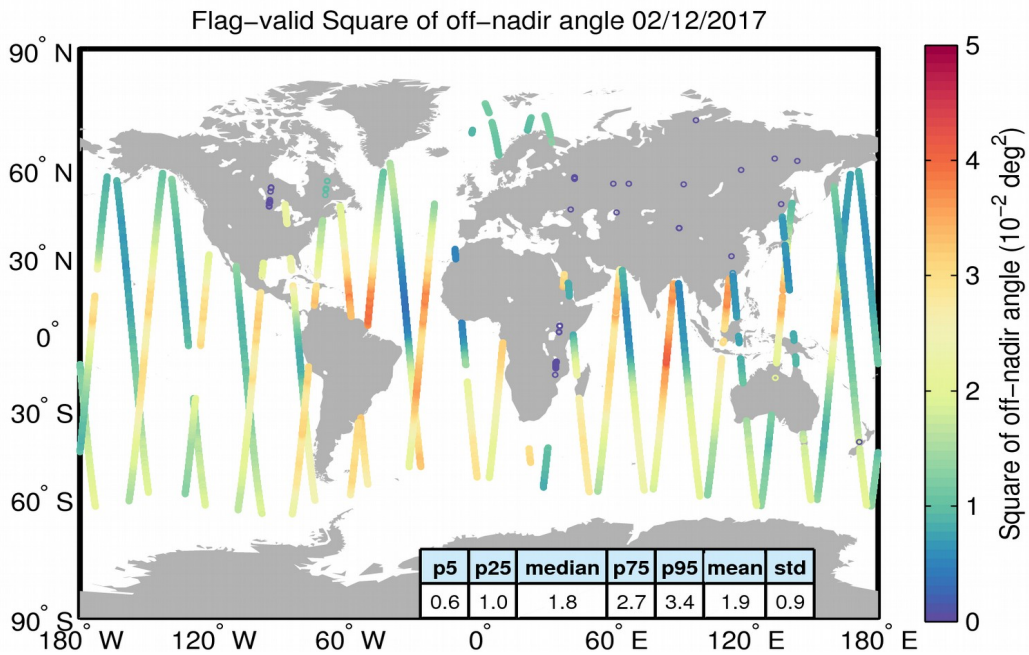 Flag−valid Square of off−nadir angle 02/12/2017
90° N
60° N
30° N
0°
30° S
60° S
90° S
180° W
120° W
60° W
0°
60° E
120° E
180° E
p5 p25 median p75 p95 mean std
0.6 1.0 1.8 2.7 3.4 1.9 0.9
5
4
3
2
1
0
Square of off−nadir angle (10⁻² deg²)